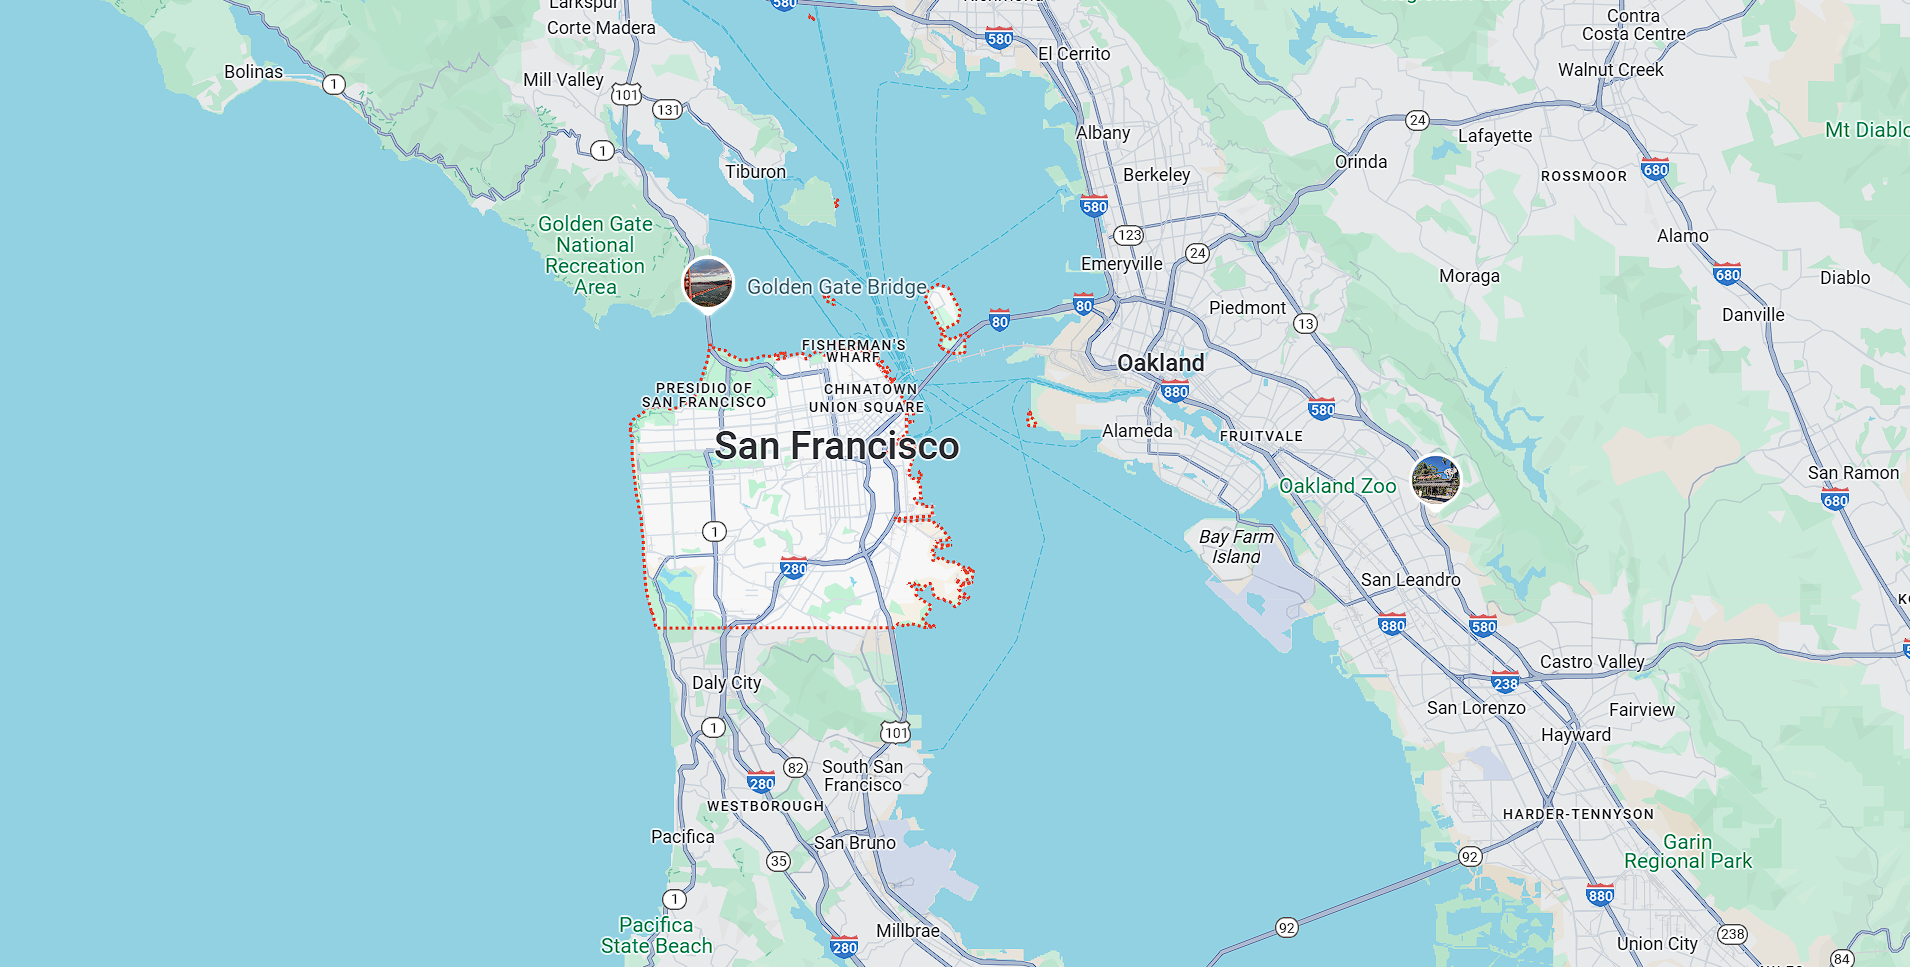 Larkspur
Corte Madera
580
Richmond
580
El Cerrito
Contra
Costa Centre
Walnut Creek
Bolinas
1
Mill Valley
101
131
24
Lafayette
Mt Diablo
Albany
1
Tiburon
Berkeley
Orinda
ROSSMOOR
680
580
Golden Gate
National
Recreation
Area
123
24
Alamo
Emeryville
Moraga
680
Diablo
Golden Gate Bridge
80
80
Piedmont
13
Danville
FISHERMAN'S
WHARF
Oakland
PRESIDIO OF
SAN FRANCISCO
CHINATOWN
UNION SQUARE
880
580
San Francisco
Alameda
FRUITVALE
San Ramon
Oakland Zoo
680
1
Bay Farm
Island
280
San Leandro
880
580
Castro Valley
Daly City
238
San Lorenzo
Fairview
1
101
Hayward
82
South San
Francisco
280
WESTBOROUGH
HARDER-TENNYSON
Pacifica
San Bruno
Garin
Regional Park
35
92
1
880
Pacifica
State Beach
Millbrae
92
238
280
Union City
84